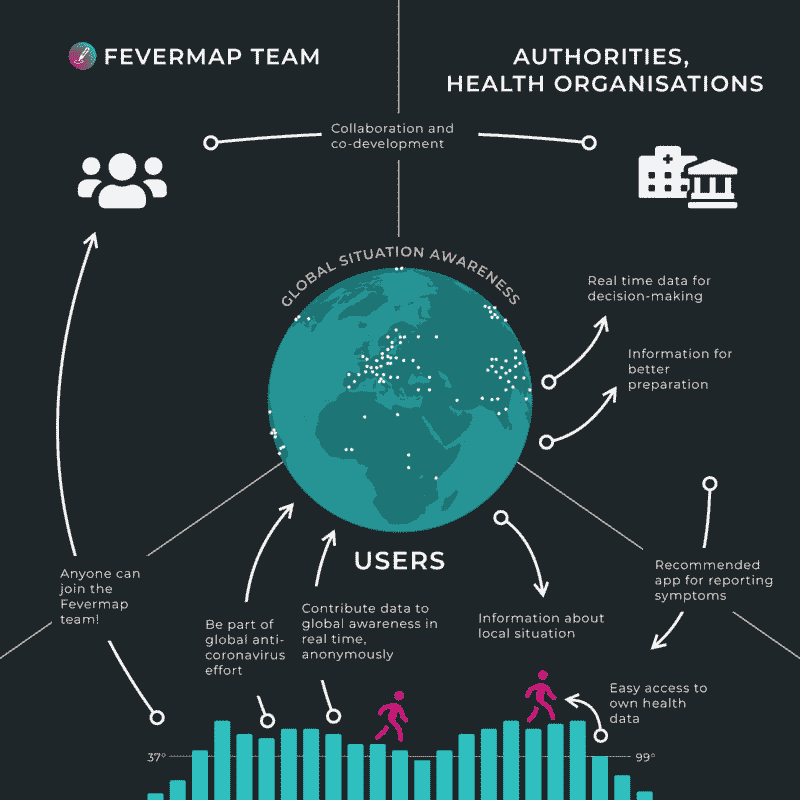 FEVERMAP TEAM
AUTHORITIES,
HEALTH ORGANISATIONS
Collaboration and
co-development
GLOBAL SITUATION AWARENESS
Real time data for
decision-making
Information for
better
preparation
USERS
Anyone can
join the
Fevermap
team!
Be part of
global anti-
coronavirus
effort
Contribute data to
global awareness in
real time,
anonymously
Information about
local situation
Recommended
app for reporting
symptoms
Easy access to
own health
data
37°
99°